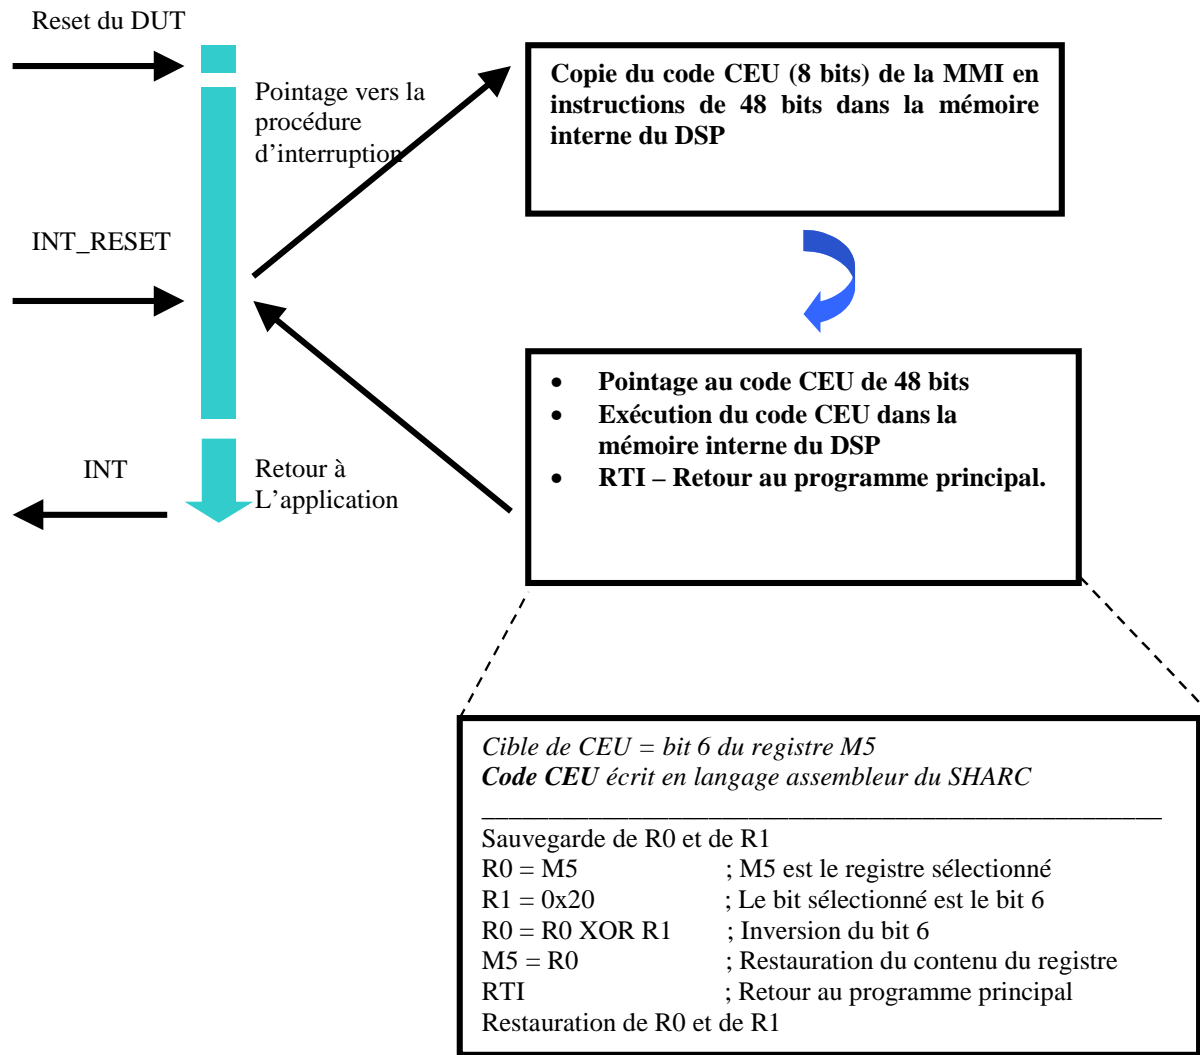 Reset du DUT
Pointage vers la
procédure
d’interruption
INT_RESET
INT
Retour à
L’application
Copie du code CEU (8 bits) de la MMI en
instructions de 48 bits dans la mémoire
interne du DSP
• Pointage au code CEU de 48 bits
• Exécution du code CEU dans la
mémoire interne du DSP
• RTI – Retour au programme principal.
Cible de CEU = bit 6 du registre M5
Code CEU écrit en langage assembleur du SHARC
Sauvegarde de R0 et de R1
R0 = M5 ; M5 est le registre sélectionné
R1 = 0x20 ; Le bit sélectionné est le bit 6
R0 = R0 XOR R1 ; Inversion du bit 6
M5 = R0 ; Restauration du contenu du registre
RTI ; Retour au programme principal
Restauration de R0 et de R1